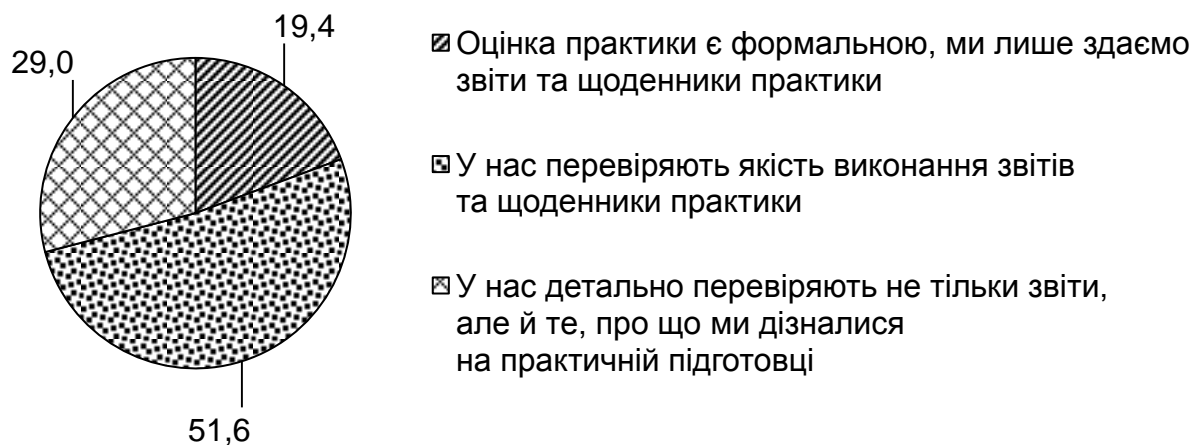 19,4
29,0
51,6
Оцінка практики є формальною, ми лише здаємо
звіти та щоденники практики
У нас перевіряють якість виконання звітів
та щоденники практики
У нас детально перевіряють не тільки звіти,
але й те, про що ми дізналися
на практичній підготовці